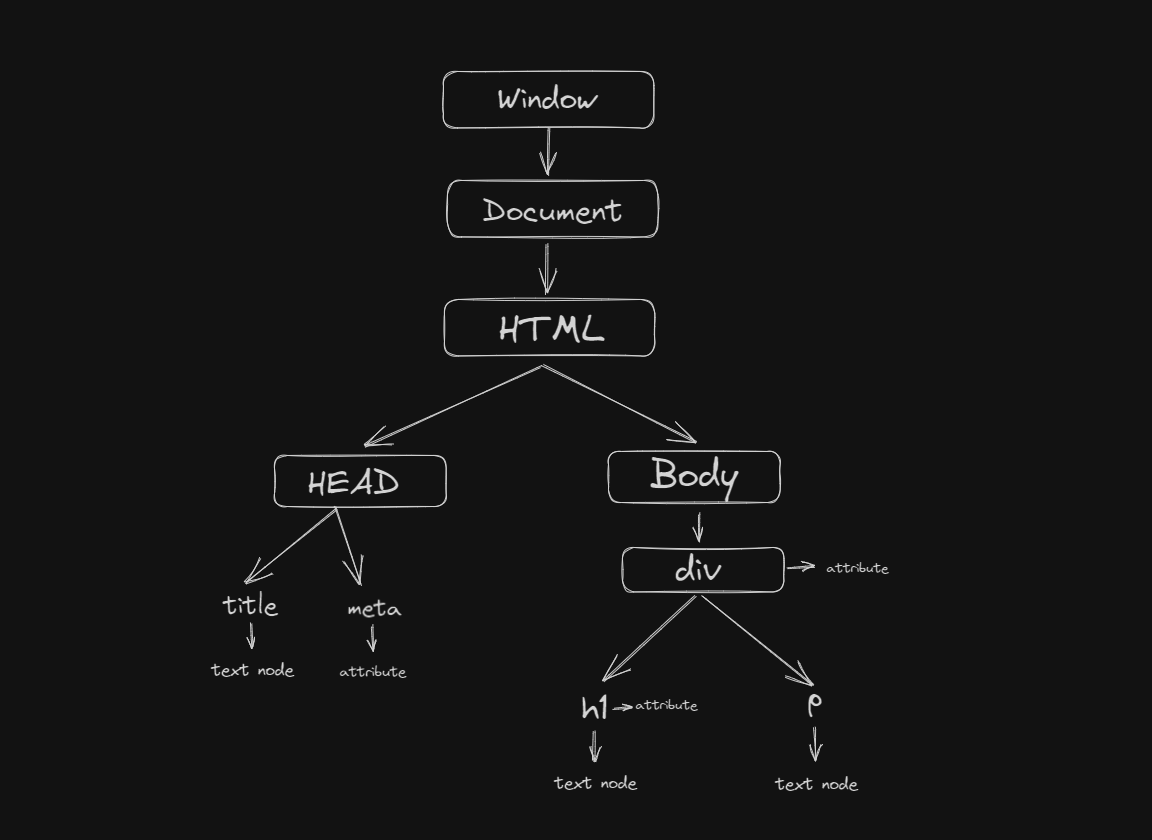 Window
Document
HTML
HEAD
Body
div
attribute
title
meta
text node
attribute
h1
attribute
p
text node
text node